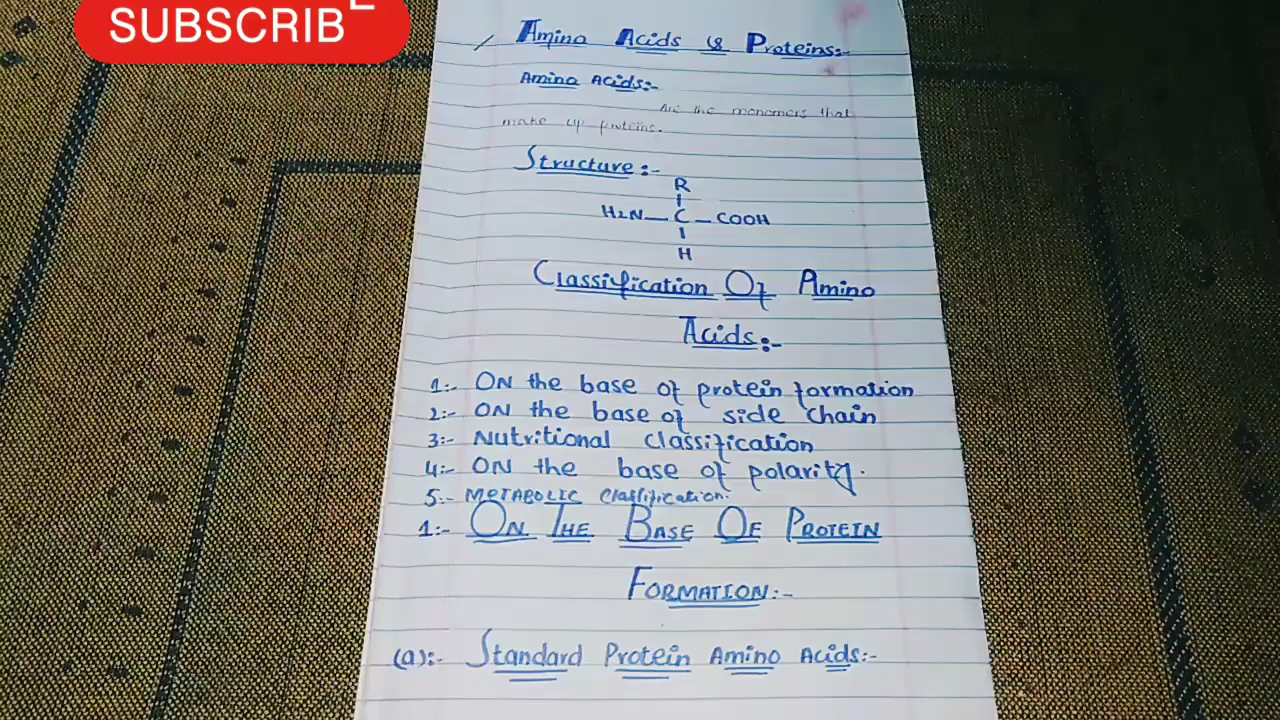 SUBSCRIBE
Amino Acids & Proteins:-
Amino Acids:-
Are the monomers that
make up proteins.
Structure:-
R
H2N—C—COOH
H
Classification Of Amino
Acids:-
1:- ON the base of protein formation
2:- ON the base of side chain
3:- Nutritional classification
4:- ON the base of polarity.
5:- METABOLIC classification.
1:- ON THE BASE OF PROTEIN
FORMATION:-
(a):- Standard Protein Amino Acids:-